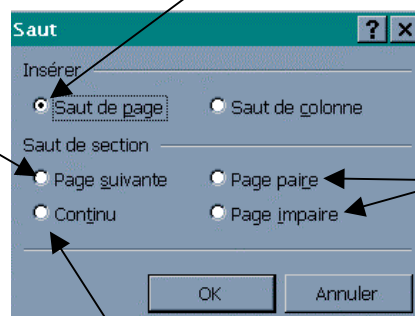 Saut ? ×
Insérer
Saut de page Saut de colonne
Saut de section
Page suivante Page paire
Continu Page impaire
OK Annuler